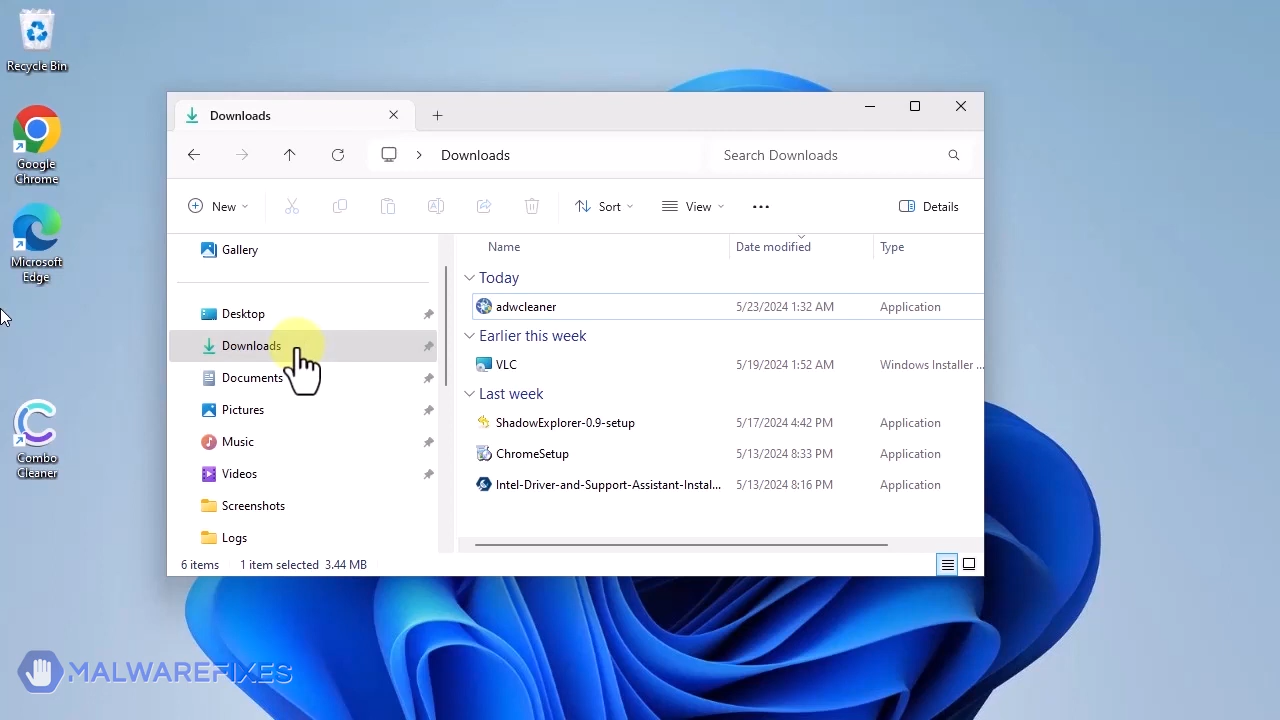 Recycle Bin
Google
Chrome
Microsoft
Edge
Combo
Cleaner
Downloads
Downloads
Search Downloads
New
Sort
View
Details
Gallery
Desktop
Downloads
Documents
Pictures
Music
Videos
Screenshots
Logs
Name Date modified Type
Today
adwcleaner 5/23/2024 1:32 AM Application
Earlier this week
VLC 5/19/2024 1:52 AM Windows Installer ...
Last week
ShadowExplorer-0.9-setup 5/17/2024 4:42 PM Application
ChromeSetup 5/13/2024 8:33 PM Application
Intel-Driver-and-Support-Assistant-Instal... 5/13/2024 8:16 PM Application
6 items 1 item selected 3.44 MB
MALWAREFIXES